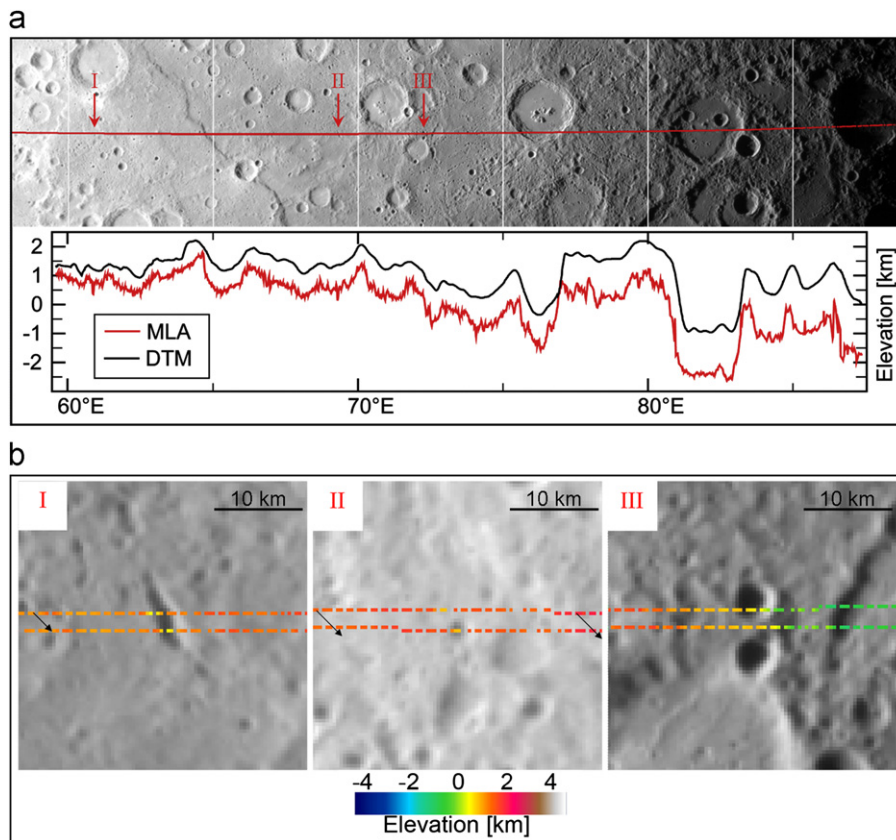 a
I II III
2
1
0
-1
-2
Elevation [km]
MLA
DTM
60°E 70°E 80°E
b
I 10 km II 10 km III 10 km
-4 -2 0 2 4
Elevation [km]